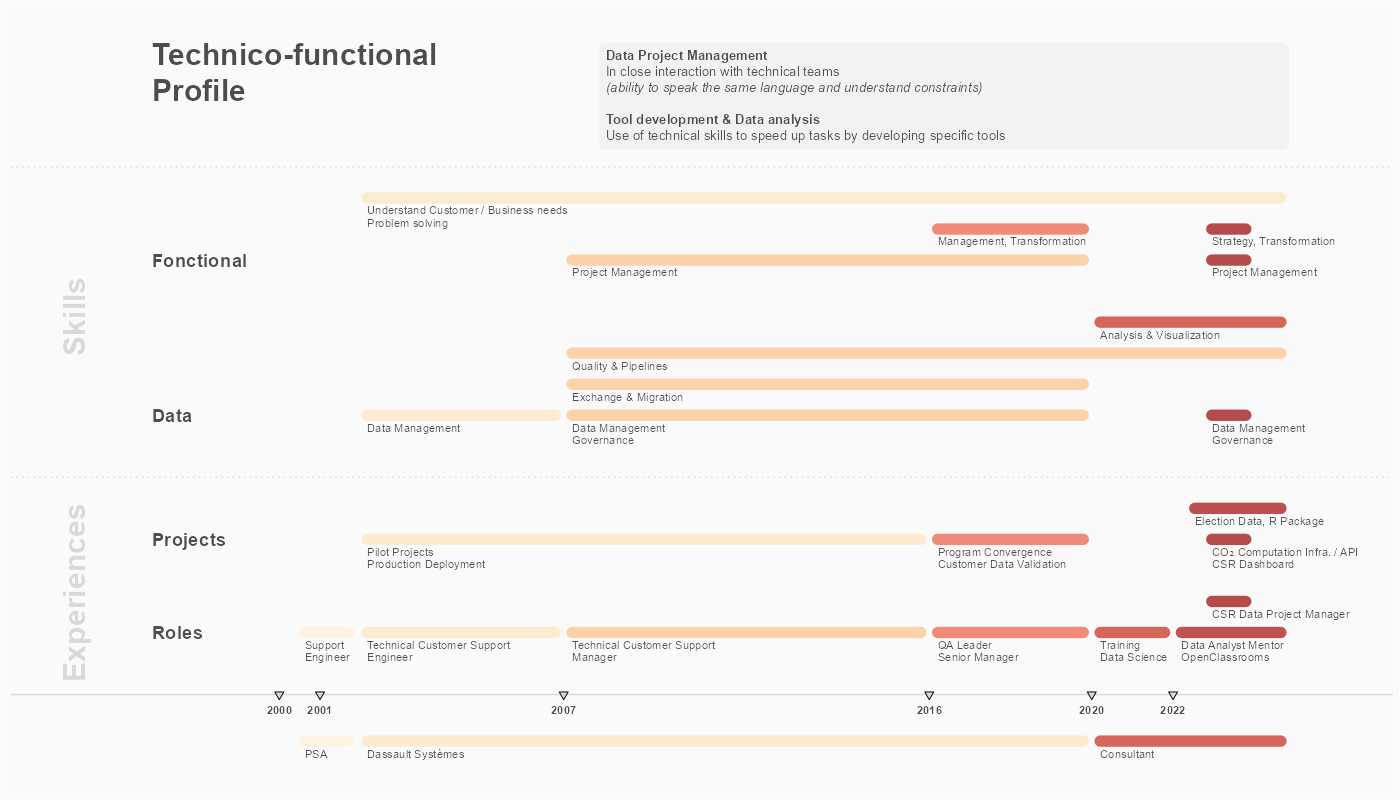 Technico-functional
Profile
Data Project Management
In close interaction with technical teams
(ability to speak the same language and understand constraints)
Tool development & Data analysis
Use of technical skills to speed up tasks by developing specific tools
Skills
Fonctional
Understand Customer / Business needs
Problem solving
Management, Transformation
Strategy, Transformation
Project Management
Project Management
Data
Analysis & Visualization
Quality & Pipelines
Exchange & Migration
Data Management
Data Management
Governance
Data Management
Governance
Experiences
Projects
Election Data, R Package
Pilot Projects
Production Deployment
Program Convergence
Customer Data Validation
CO₂ Computation Infra. / API
CSR Dashboard
Roles
CSR Data Project Manager
Support
Engineer
Technical Customer Support
Engineer
Technical Customer Support
Manager
QA Leader
Senior Manager
Training
Data Science
Data Analyst Mentor
OpenClassrooms
2000
2001
2007
2016
2020
2022
PSA
Dassault Systèmes
Consultant